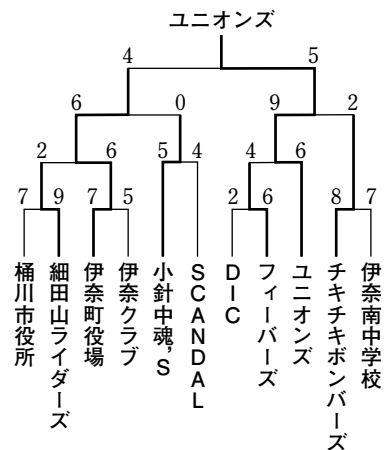 ユニオンズ
4 5
6 0 9 2
2 6 5 4 4 6
7 9 7 5 2 6 8 7
桶川市役所
細田山ライダーズ
伊奈町役場
伊奈クラブ
小針中魂’S
SCANDAL
DIC
フィーバーズ
ユニオンズ
チキチキボンバーズ
伊奈南中学校